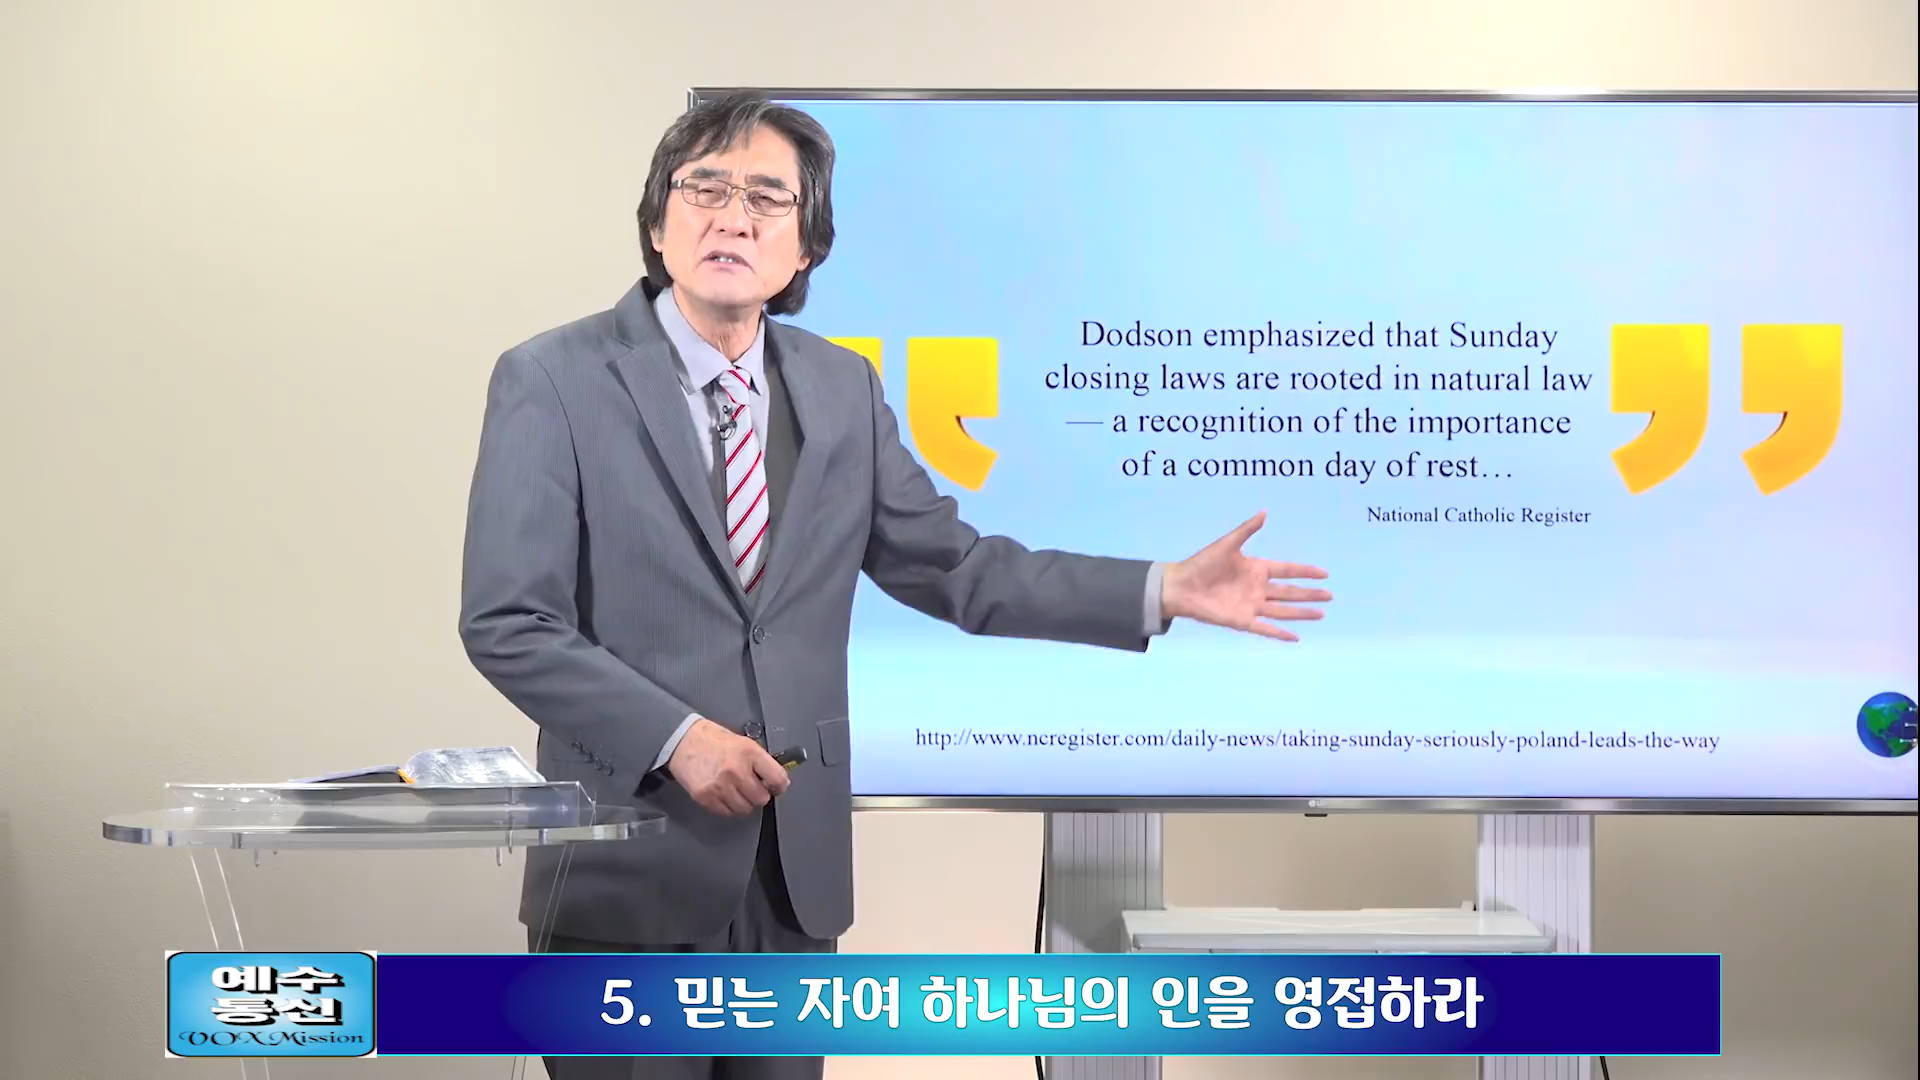 Dodson emphasized that Sunday
closing laws are rooted in natural law
— a recognition of the importance
of a common day of rest…
National Catholic Register
http://www.ncregister.com/daily-news/taking-sunday-seriously-poland-leads-the-way
LG
예수
통신
VOX Mission
5. 믿는 자여 하나님의 인을 영접하라